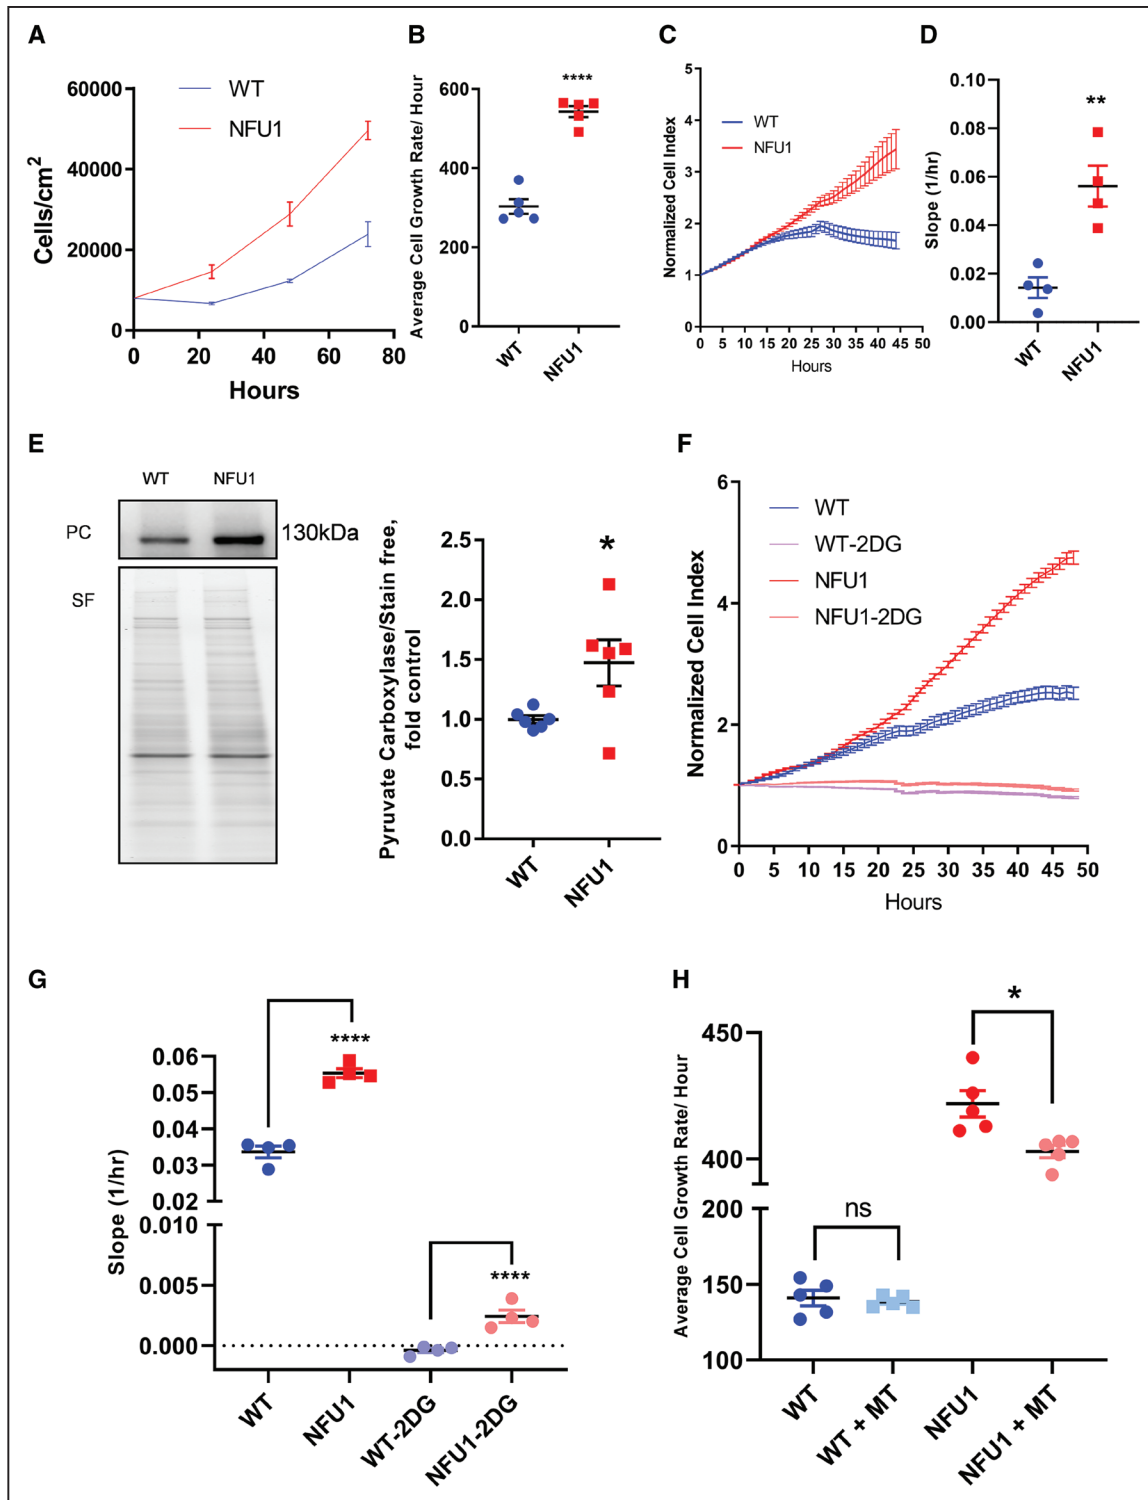 A
60000
40000
20000
0
Cells/cm2
0 20 40 60 80
Hours
WT
NFU1
B
****
600
400
200
0
Average Cell Growth Rate/ Hour
WT
NFU1
C
5
4
3
2
1
0
Normalized Cell Index
WT
NFU1
0 5 10 15 20 25 30 35 40 45 50
Hours
D
**
0.10
0.08
0.06
0.04
0.02
0.00
Slope (1/hr)
WT
NFU1
E
WT NFU1
PC
130kDa
SF
Pyruvate Carboxylase/Stain free,
fold control
*
2.5
2.0
1.5
1.0
0.5
0.0
WT
NFU1
F
6
4
2
0
Normalized Cell Index
WT
WT-2DG
NFU1
NFU1-2DG
0 5 10 15 20 25 30 35 40 45 50
Hours
G
****
0.06
0.05
0.04
0.03
0.02
0.010
0.005
0.000
Slope (1/hr)
****
WT
NFU1
WT-2DG
NFU1-2DG
H
*
450
400
200
150
100
Average Cell Growth Rate/ Hour
ns
WT
WT + MT
NFU1
NFU1 + MT